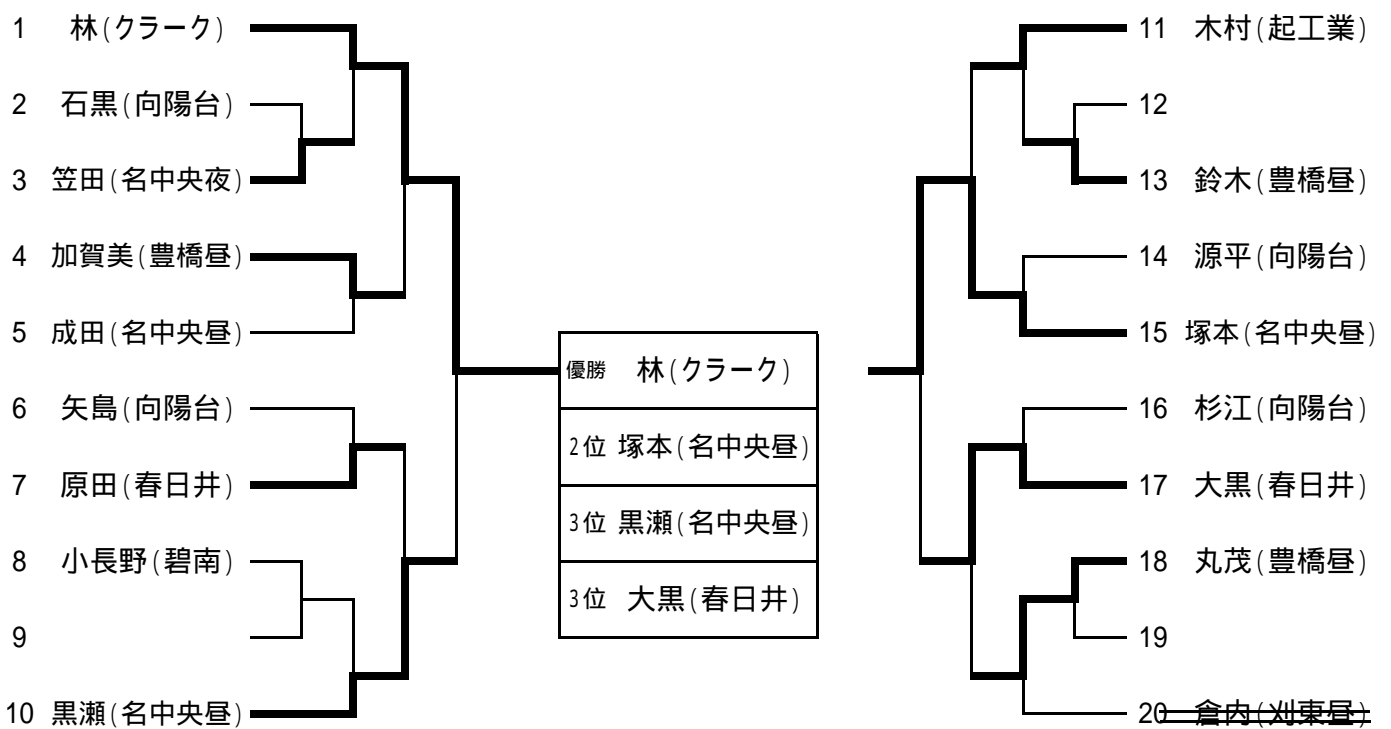 1 林(クラーク)
2 石黒(向陽台)
3 笠田(名中央夜)
4 加賀美(豊橋昼)
5 成田(名中央昼)
6 矢島(向陽台)
7 原田(春日井)
8 小長野(碧南)
9
10 黒瀬(名中央昼)
優勝 林(クラーク)
2位 塚本(名中央昼)
3位 黒瀬(名中央昼)
3位 大黒(春日井)
11 木村(起工業)
12
13 鈴木(豊橋昼)
14 源平(向陽台)
15 塚本(名中央昼)
16 杉江(向陽台)
17 大黒(春日井)
18 丸茂(豊橋昼)
19
20 倉内(刈東昼)